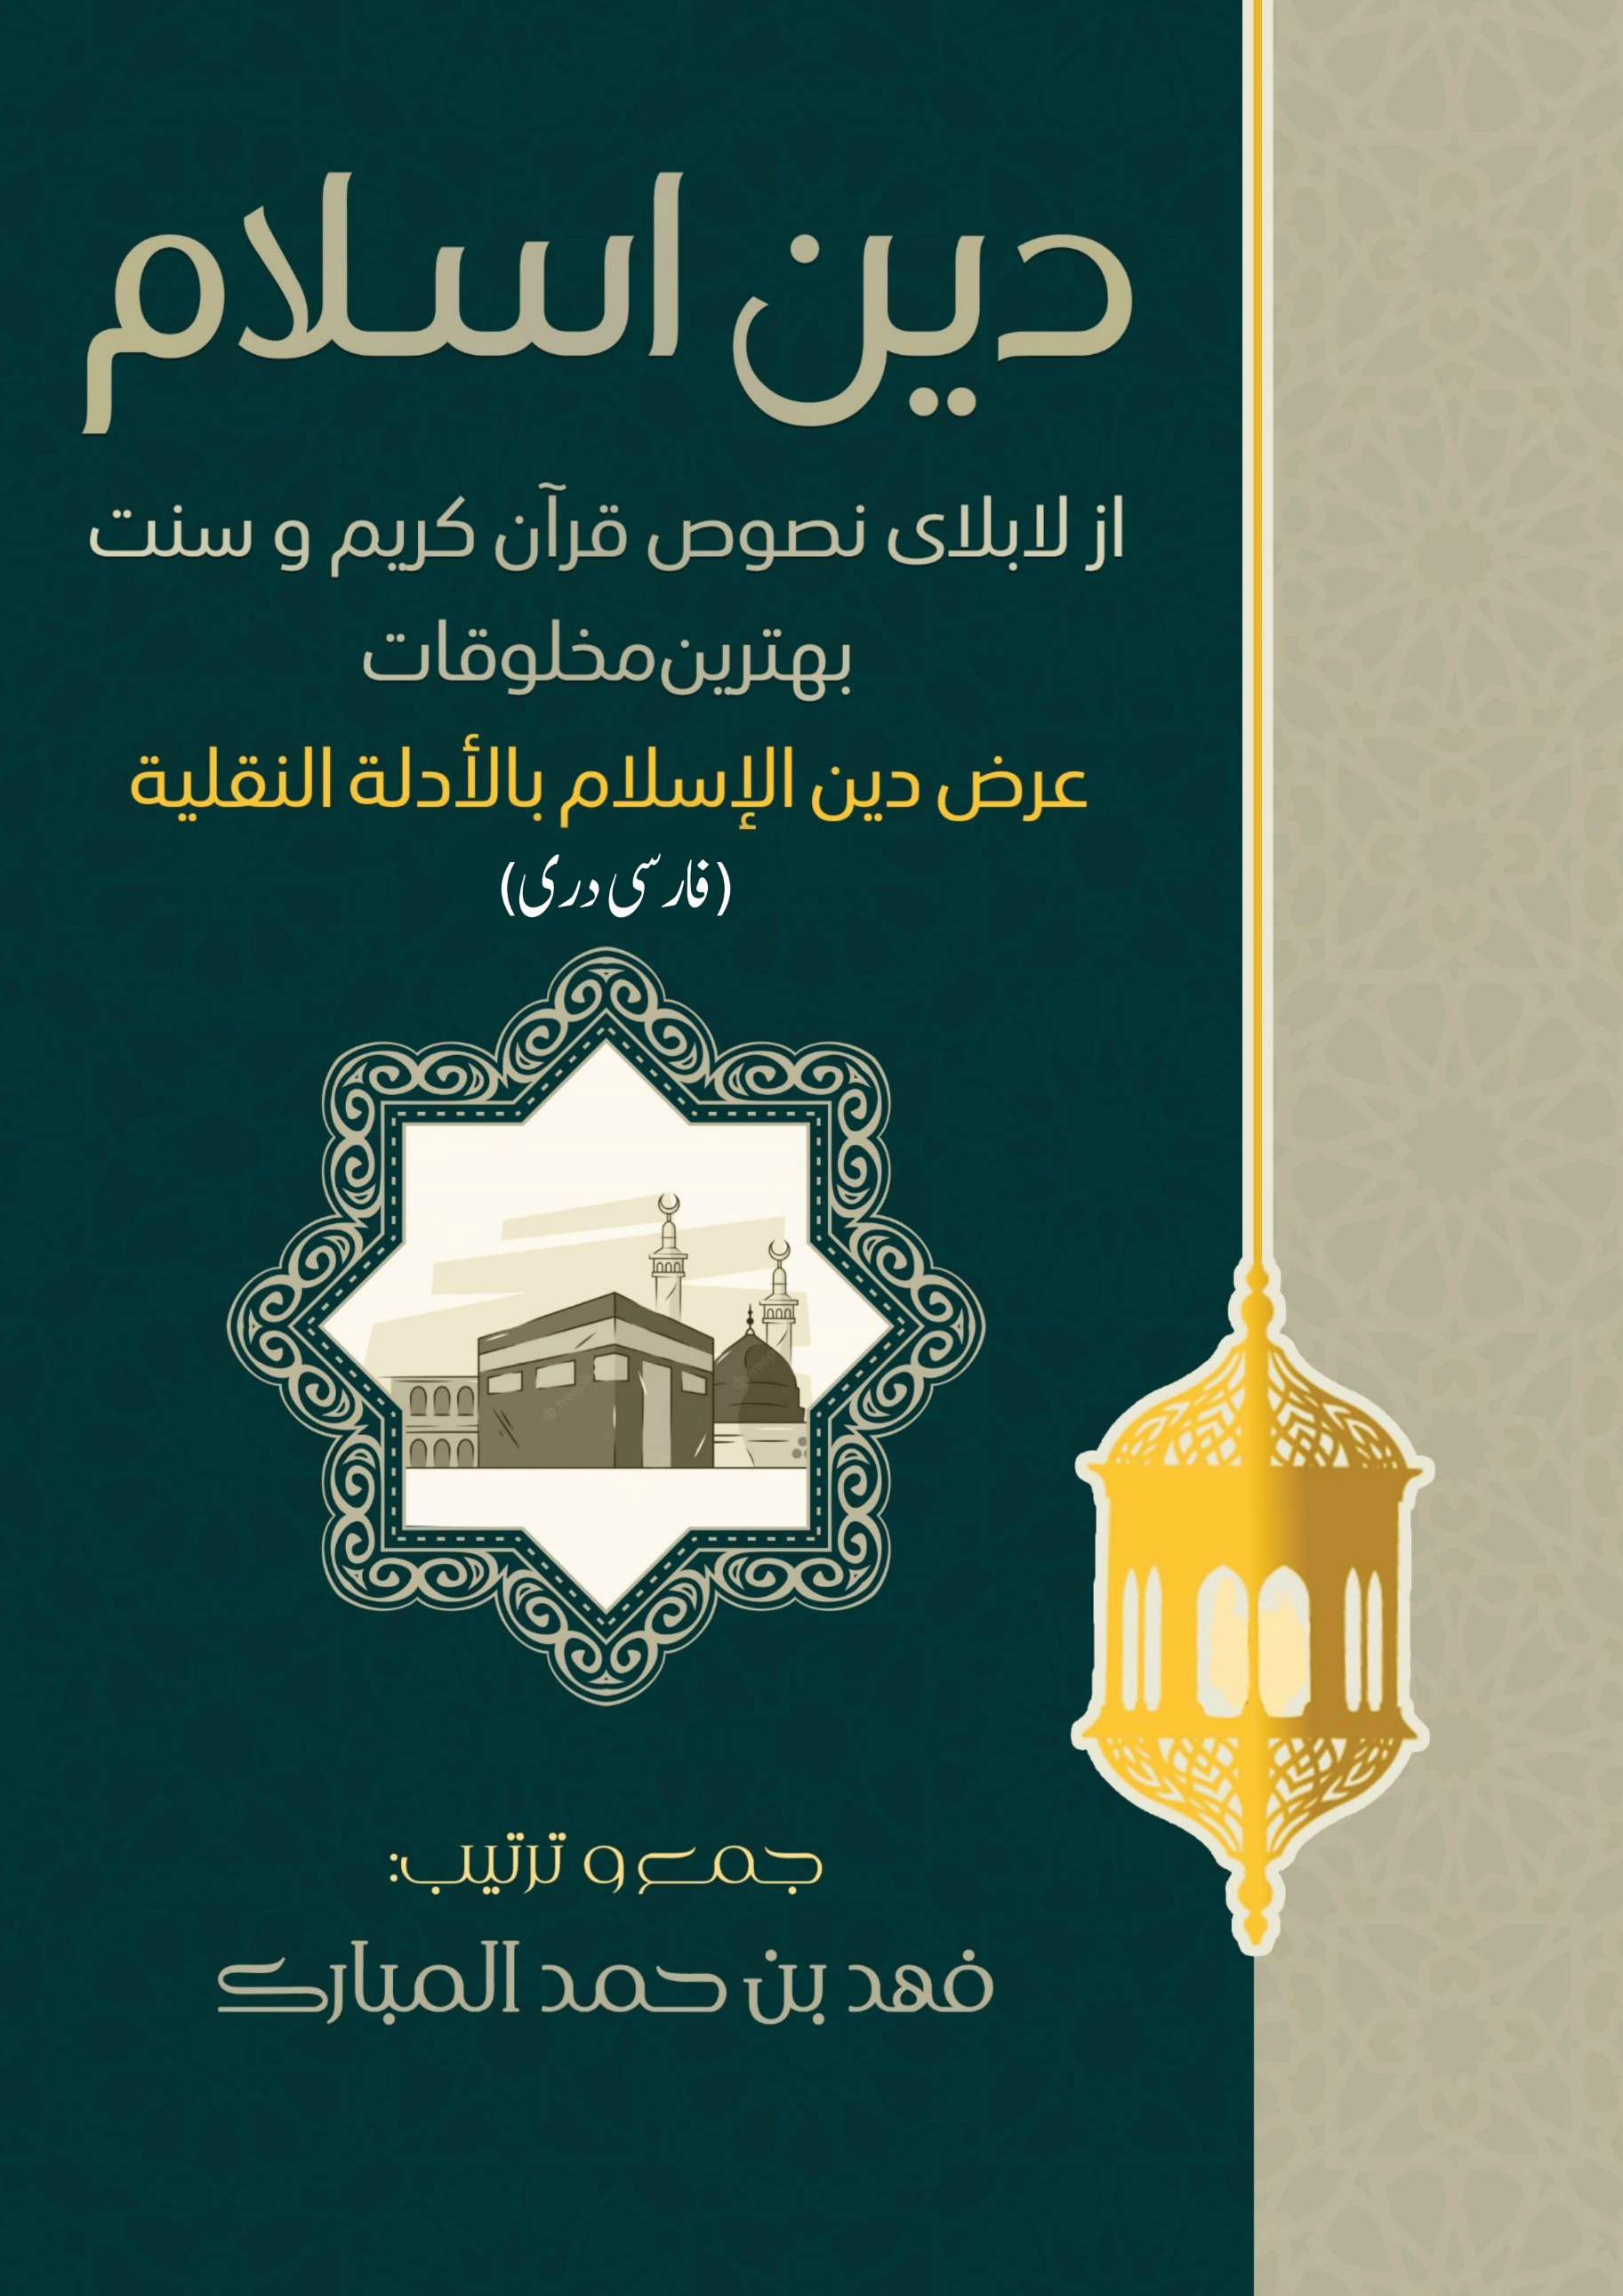 دین اسلام
از لابلای نصوص قرآن کریم و سنت
بهترین مخلوقات
عرض دين الإسلام بالأدلة النقلية
(فارسی دری)
جمع و ترتیب:
فهد بن حمد المبارک